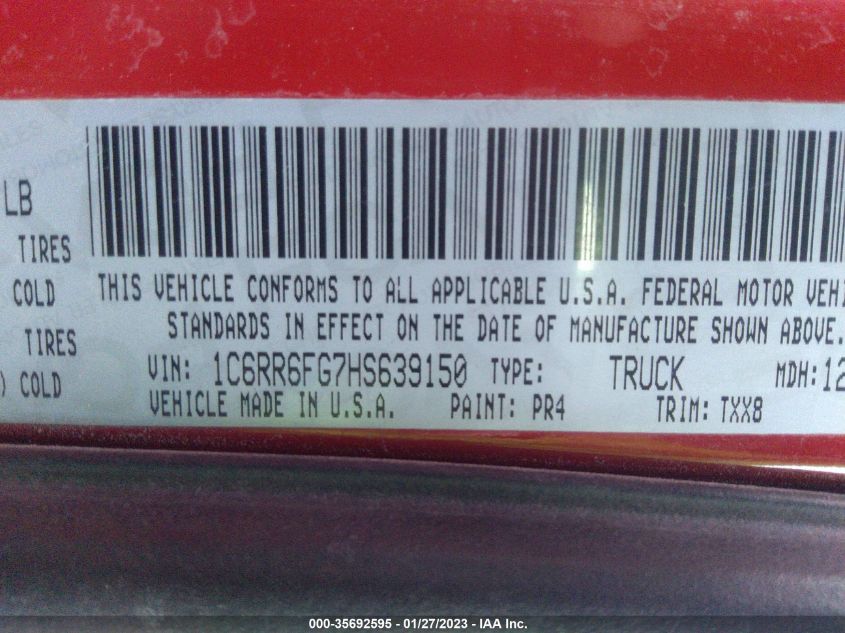 LB
TIRES
COLD
THIS VEHICLE CONFORMS TO ALL APPLICABLE U.S.A. FEDERAL MOTOR VEHI
STANDARDS IN EFFECT ON THE DATE OF MANUFACTURE SHOWN ABOVE.
TIRES
VIN: 1C6RR6FG7HS639150 TYPE: TRUCK MDH: 12
) COLD
VEHICLE MADE IN U.S.A. PAINT: PR4 TRIM: TXX8
000-35692595 - 01/27/2023 - IAA Inc.